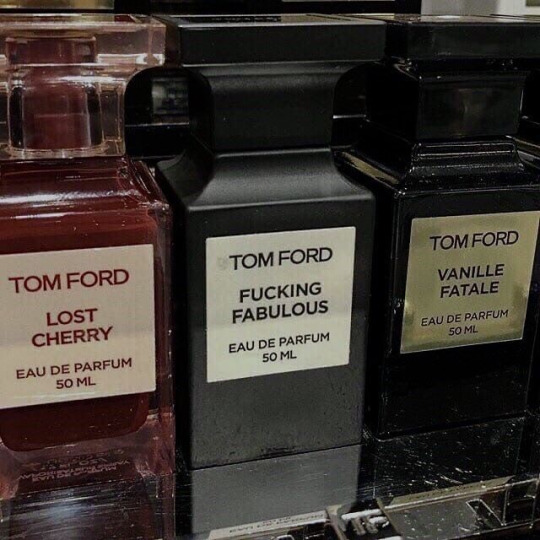 TOM FORD
LOST
CHERRY
EAU DE PARFUM
50 ML
TOM FORD
FUCKING
FABULOUS
EAU DE PARFUM
50 ML
TOM FORD
VANILLE
FATALE
EAU DE PARFUM
50 ML